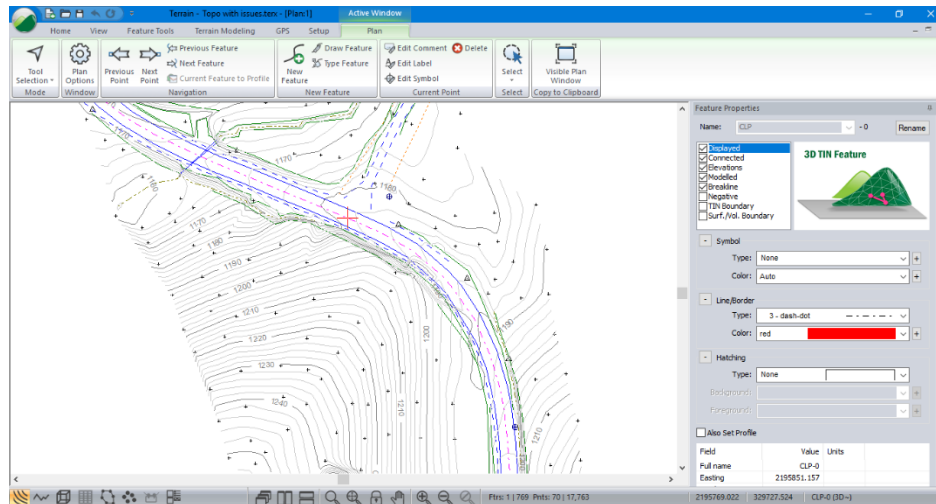 Terrain - Topo with issues.terx - [Plan:1]
Active Window
Home View Feature Tools Terrain Modeling GPS Setup Plan
Tool Selection
Mode
Plan Options
Window
Previous Point
Next Point
Previous Feature
Next Feature
Current Feature to Profile
Navigation
New Feature
Draw Feature
Type Feature
New Feature
Edit Comment Delete
Edit Label
Edit Symbol
Current Point
Select
Select
Visible Plan Window
Copy to Clipboard
1170
1170
1180
1180
1170
1180
1190
1200
1210
1220
1230
1240
1200
1210
1190
1210
Feature Properties
Name: CLP - 0 Rename
Displayed
Connected
Elevations
Modelled
Breakline
Negative
TIN Boundary
Surf./Vol. Boundary
3D TIN Feature
- Symbol
Type: None
Color: Auto
- Line/Border
Type: 3 - dash-dot
Color: red
- Hatching
Type: None
Background:
Foreground:
Also Set Profile
Field Value Units
Full name CLP-0
Easting 2195851.157
Ftrs: 1 | 769 Pnts: 70 | 17,763
2195769.022 329727.524 CLP-0 (3D~)